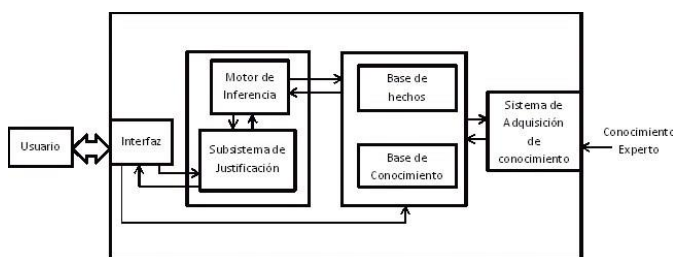 Usuario
Interfaz
Motor de
Inferencia
Subsistema de
Justificación
Base de
hechos
Base de
Conocimiento
Sistema de
Adquisición
de
conocimiento
Conocimiento
Experto